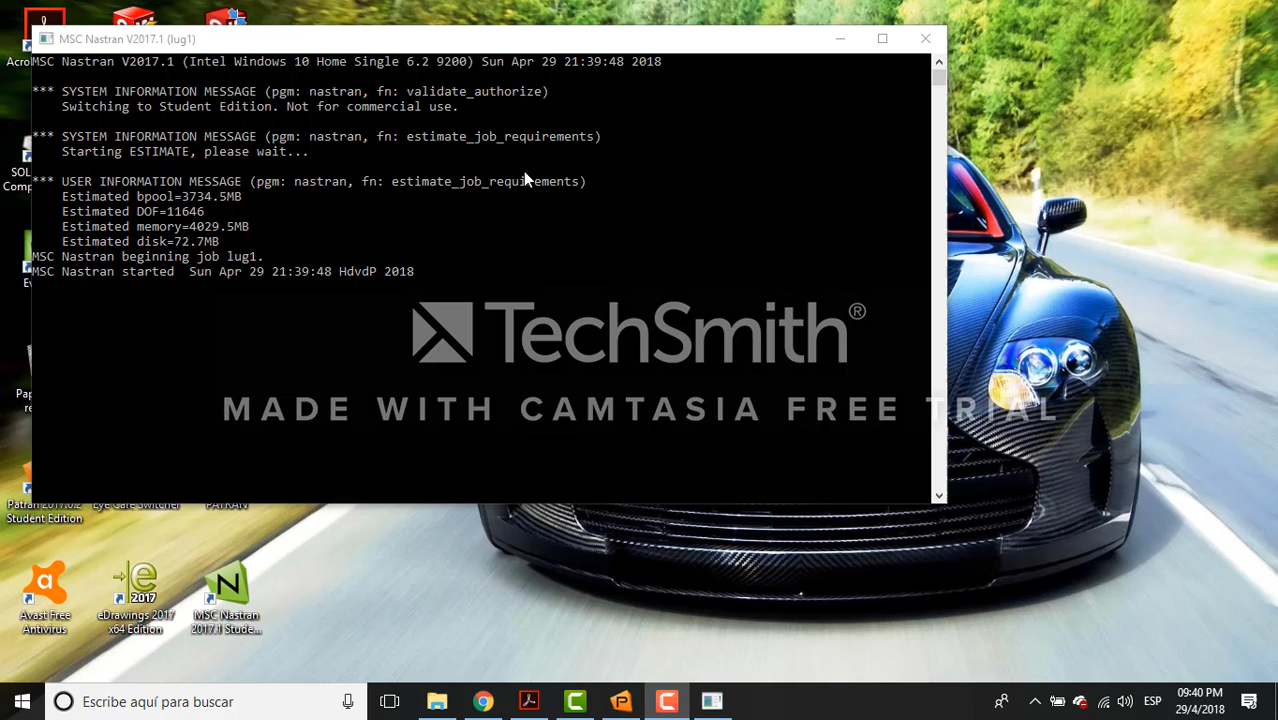 MSC Nastran V2017.1 (lug1)
MSC Nastran V2017.1 (Intel Windows 10 Home Single 6.2 9200) Sun Apr 29 21:39:48 2018
*** SYSTEM INFORMATION MESSAGE (pgm: nastran, fn: validate_authorize)
Switching to Student Edition. Not for commercial use.
*** SYSTEM INFORMATION MESSAGE (pgm: nastran, fn: estimate_job_requirements)
Starting ESTIMATE, please wait...
*** USER INFORMATION MESSAGE (pgm: nastran, fn: estimate_job_requirements)
Estimated bpool=3734.5MB
Estimated DOF=11646
Estimated memory=4029.5MB
Estimated disk=72.7MB
MSC Nastran beginning job lug1.
MSC Nastran started  Sun Apr 29 21:39:48 HdvdP 2018
TechSmith®
MADE WITH CAMTASIA FREE TRIAL
Acro
SOL
Comp
Ev
Pap
re
Patran 2017.0.2
Student Edition
Eye Care Switcher
PATRAN
Avast Free
Antivirus
eDrawings 2017
x64 Edition
MSC Nastran
2017.1 Stude...
Escribe aquí para buscar
ESP
09:40 PM
29/4/2018